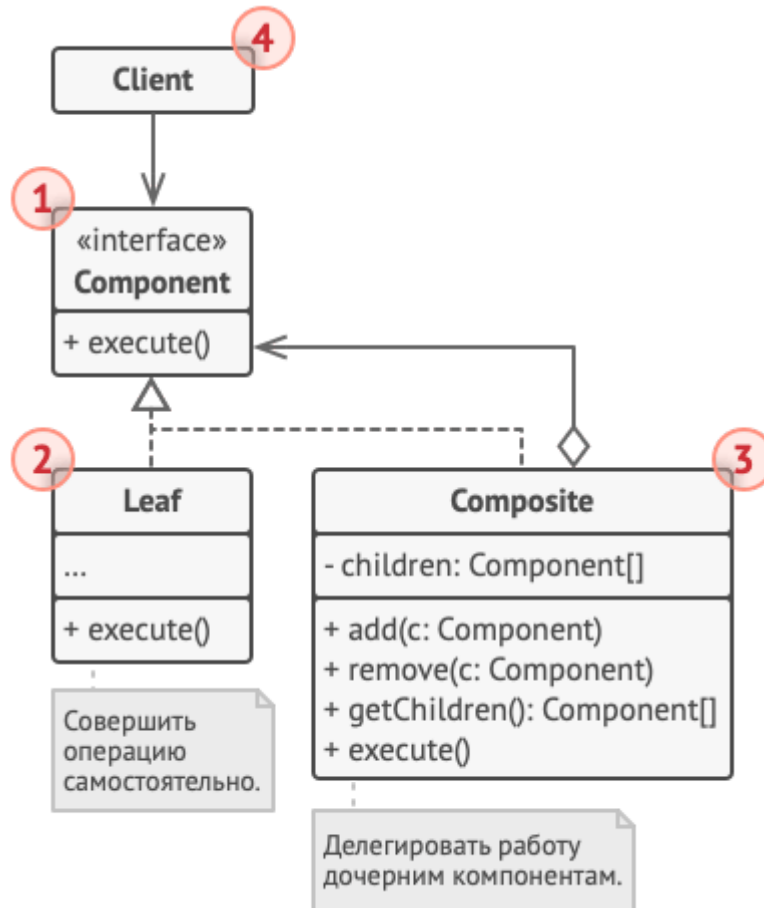 4
Client
1
«interface»
Component
+ execute()
2
Leaf
...
+ execute()
Совершить
операцию
самостоятельно.
3
Composite
- children: Component[]
+ add(c: Component)
+ remove(c: Component)
+ getChildren(): Component[]
+ execute()
Делегировать работу
дочерним компонентам.